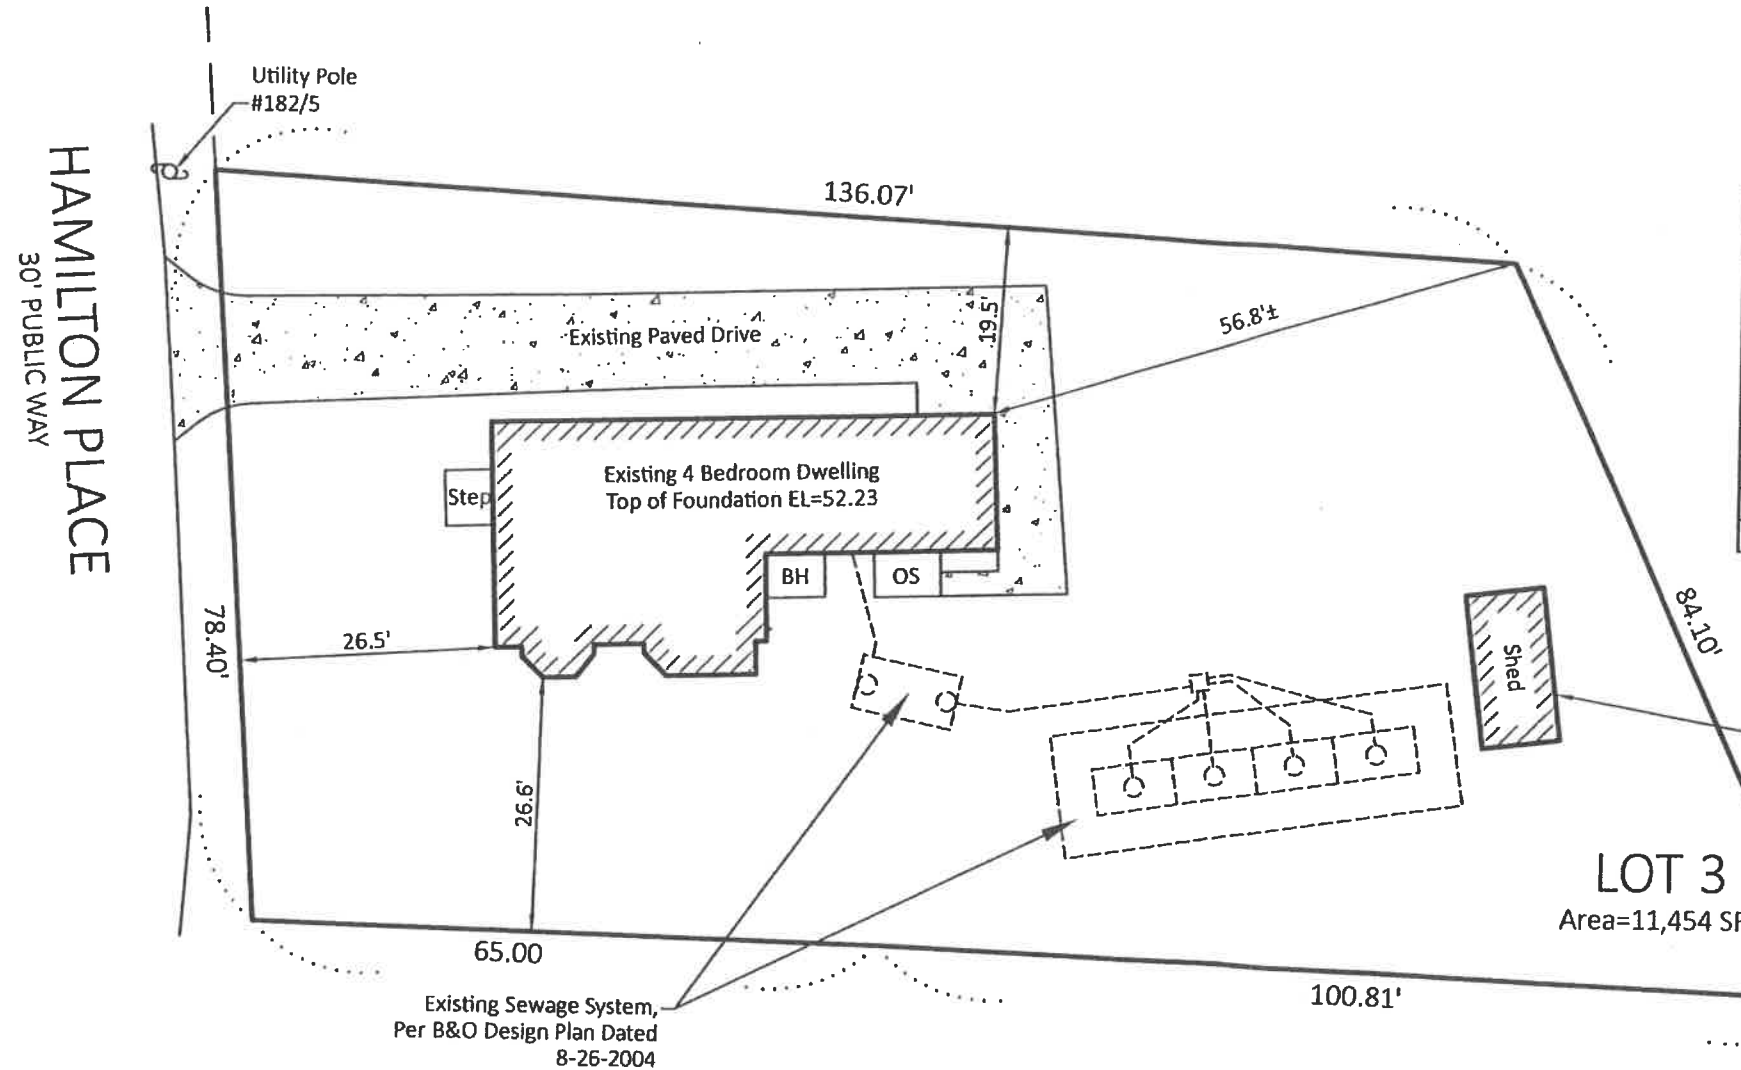 Utility Pole
#182/5
HAMILTON PLACE
30' PUBLIC WAY
136.07'
Existing Paved Drive
19.5'
56.8'±
Existing 4 Bedroom Dwelling
Top of Foundation EL=52.23
Step
BH
OS
78.40'
26.5'
84.10'
Shed
26.6'
LOT 3
Area=11,454 SF
65.00
100.81'
Existing Sewage System,
Per B&O Design Plan Dated
8-26-2004